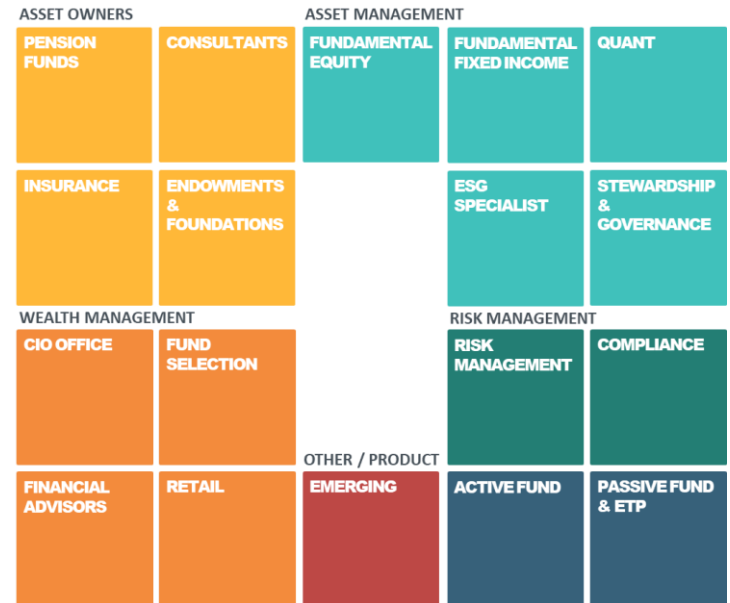 ASSET OWNERS
ASSET MANAGEMENT
PENSION
FUNDS
CONSULTANTS
FUNDAMENTAL
EQUITY
FUNDAMENTAL
FIXED INCOME
QUANT
INSURANCE
ENDOWMENTS
&
FOUNDATIONS
ESG
SPECIALIST
STEWARDSHIP
&
GOVERNANCE
WEALTH MANAGEMENT
RISK MANAGEMENT
CIO OFFICE
FUND
SELECTION
RISK
MANAGEMENT
COMPLIANCE
OTHER / PRODUCT
FINANCIAL
ADVISORS
RETAIL
EMERGING
ACTIVE FUND
PASSIVE FUND
& ETP